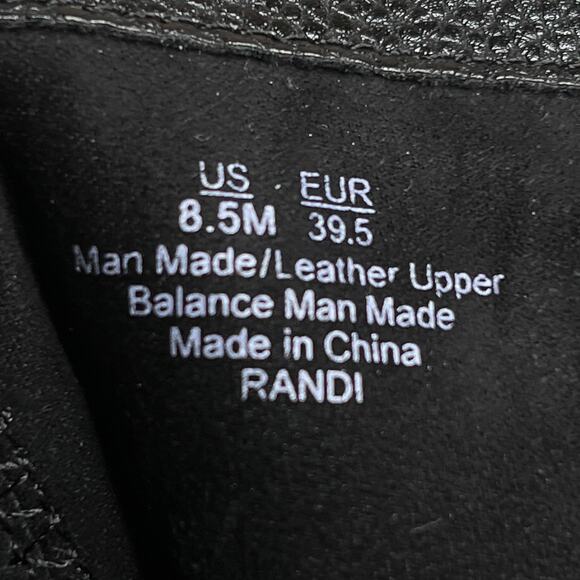 US EUR
8.5M 39.5
Man Made/Leather Upper
Balance Man Made
Made in China
RANDI